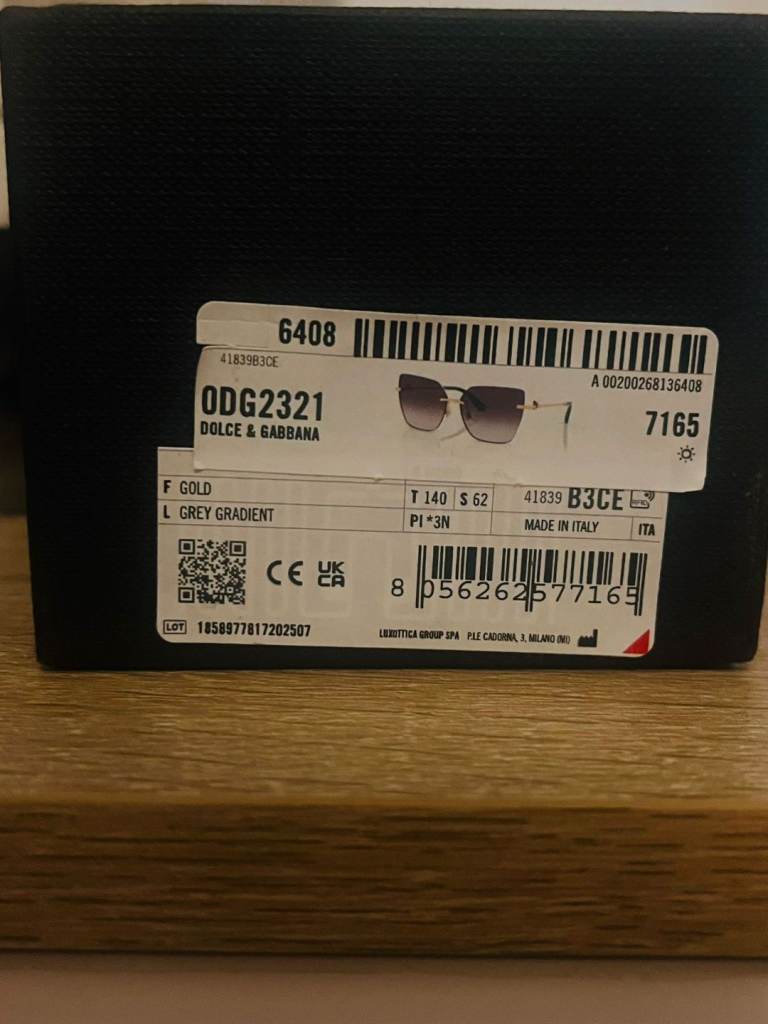 6408
41839B3CE
A 00200268136408
0DG2321
DOLCE & GABBANA
7165
F GOLD
T 140 S 62 41839 B3CE
L GREY GRADIENT
PI *3N MADE IN ITALY ITA
CE UK CA
8 056262 577165
LOT 1858977817202507
LUXOTTICA GROUP SPA P.LE CADORNA, 3, MILANO (MI)